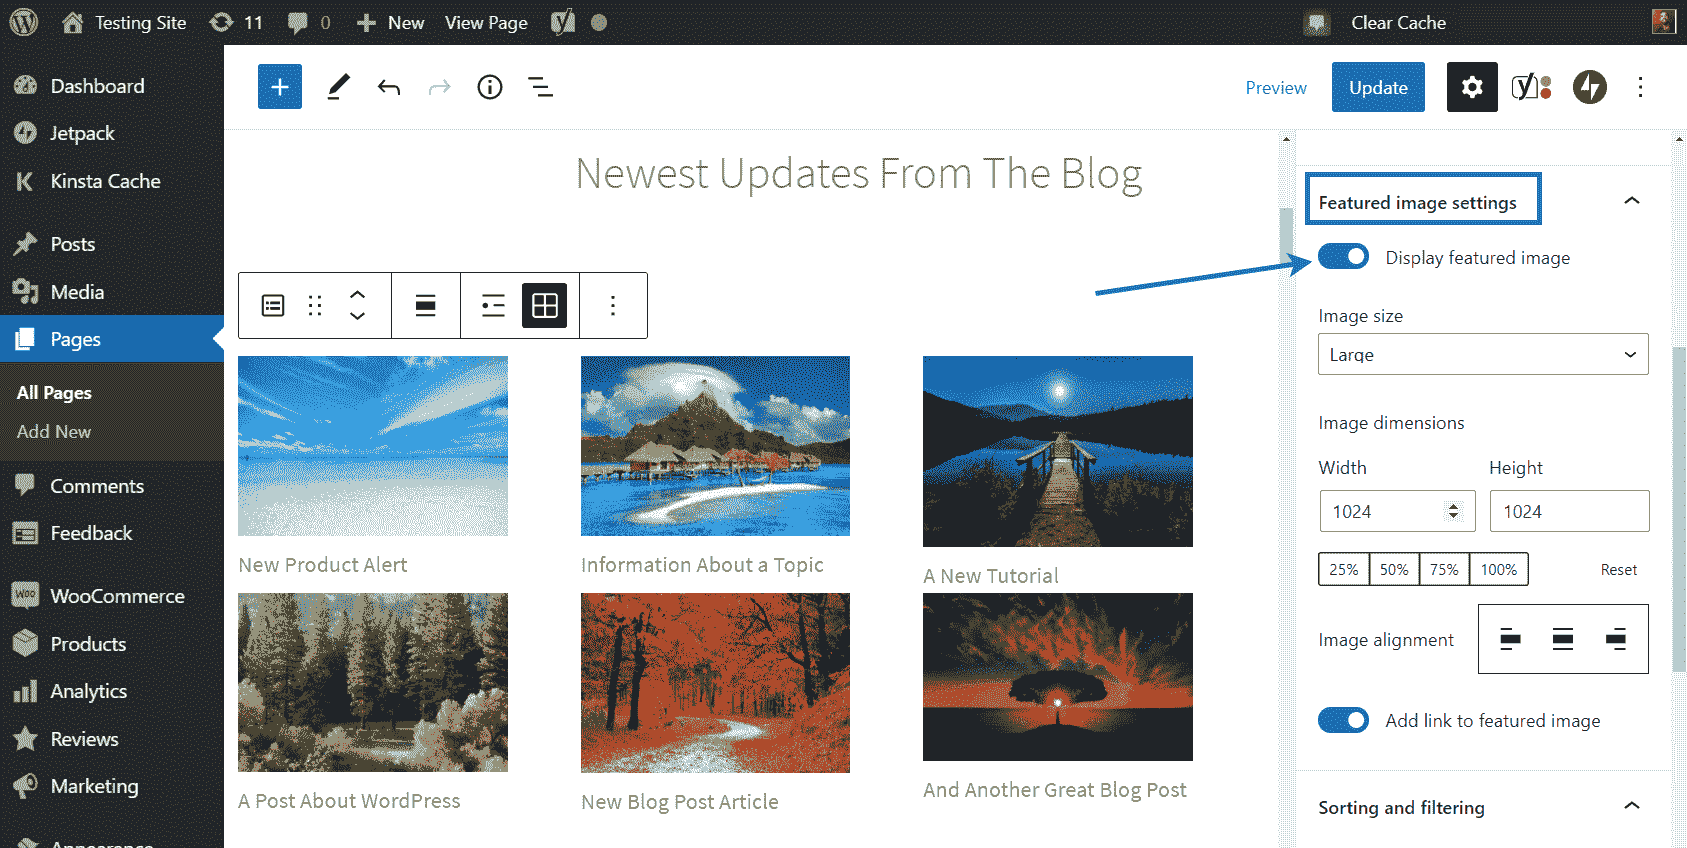 Testing Site
11
0
New
View Page
Clear Cache
Dashboard
Jetpack
Kinsta Cache
Posts
Media
Pages
All Pages
Add New
Comments
Feedback
WooCommerce
Products
Analytics
Reviews
Marketing
Appearance
Preview
Update
Newest Updates From The Blog
New Product Alert
Information About a Topic
A New Tutorial
A Post About WordPress
New Blog Post Article
And Another Great Blog Post
Featured image settings
Display featured image
Image size
Large
Image dimensions
Width
Height
1024
1024
25%
50%
75%
100%
Reset
Image alignment
Add link to featured image
Sorting and filtering